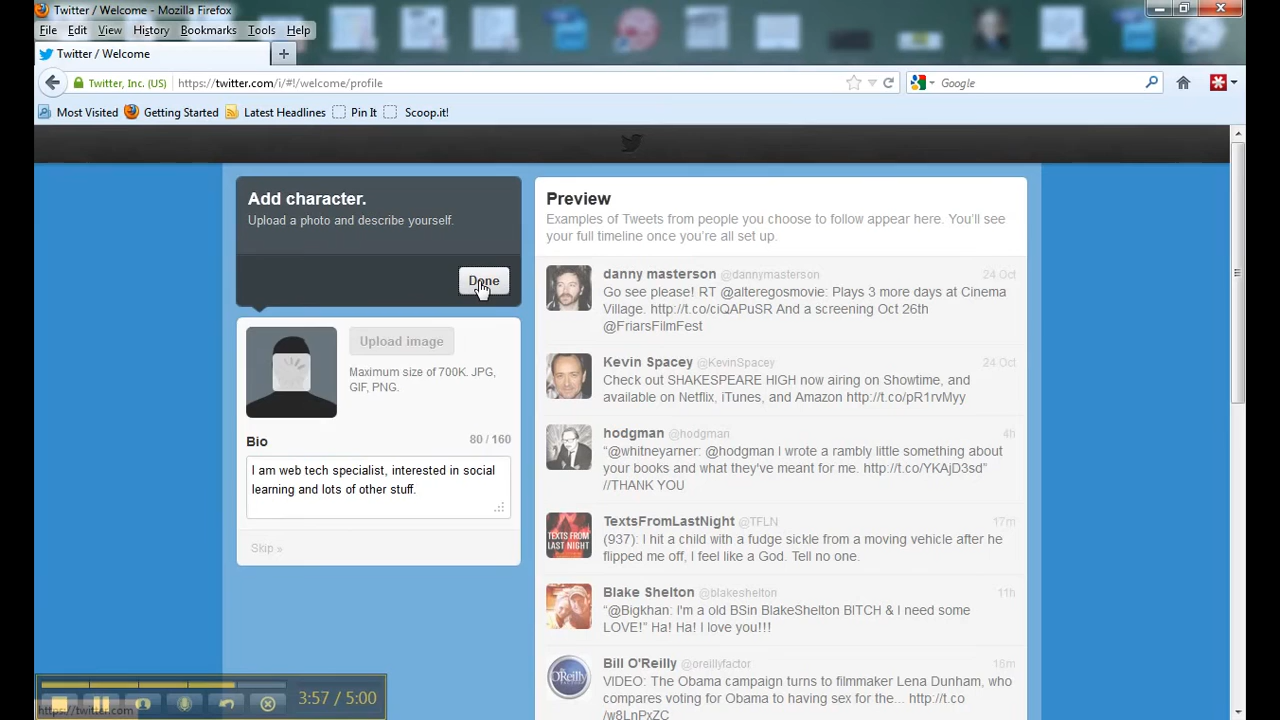 Twitter / Welcome - Mozilla Firefox
File Edit View History Bookmarks Tools Help
Twitter / Welcome
Twitter, Inc. (US) https://twitter.com/i/#!/welcome/profile
Google
Most Visited Getting Started Latest Headlines Pin It Scoop.it!
Add character.
Upload a photo and describe yourself.
Done
Upload image
Maximum size of 700K. JPG,
GIF, PNG.
Bio 80 / 160
I am web tech specialist, interested in social
learning and lots of other stuff.
Skip »
Preview
Examples of Tweets from people you choose to follow appear here. You'll see
your full timeline once you're all set up.
danny masterson @dannymasterson 24 Oct
Go see please! RT @alteregosmovie: Plays 3 more days at Cinema
Village. http://t.co/ciQAPuSR And a screening Oct 26th
@FriarsFilmFest
Kevin Spacey @KevinSpacey 24 Oct
Check out SHAKESPEARE HIGH now airing on Showtime, and
available on Netflix, iTunes, and Amazon http://t.co/pR1rvMyy
hodgman @hodgman 4h
“@whitneyarner: @hodgman I wrote a rambly little something about
your books and what they've meant for me. http://t.co/YKAjD3sd”
//THANK YOU
TEXTS FROM LAST NIGHT
TextsFromLastNight @TFLN 17m
(937): I hit a child with a fudge sickle from a moving vehicle after he
flipped me off, I feel like a God. Tell no one.
Blake Shelton @blakeshelton 11h
“@Bigkhan: I'm a old BSin BlakeShelton BITCH & I need some
LOVE!” Ha! Ha! I love you!!!
O'REILLY
Bill O'Reilly @oreillyfactor 16m
VIDEO: The Obama campaign turns to filmmaker Lena Dunham, who
compares voting for Obama to having sex for the... http://t.co
/w8LnPxZC
3:57 / 5:00
https://twitter.com